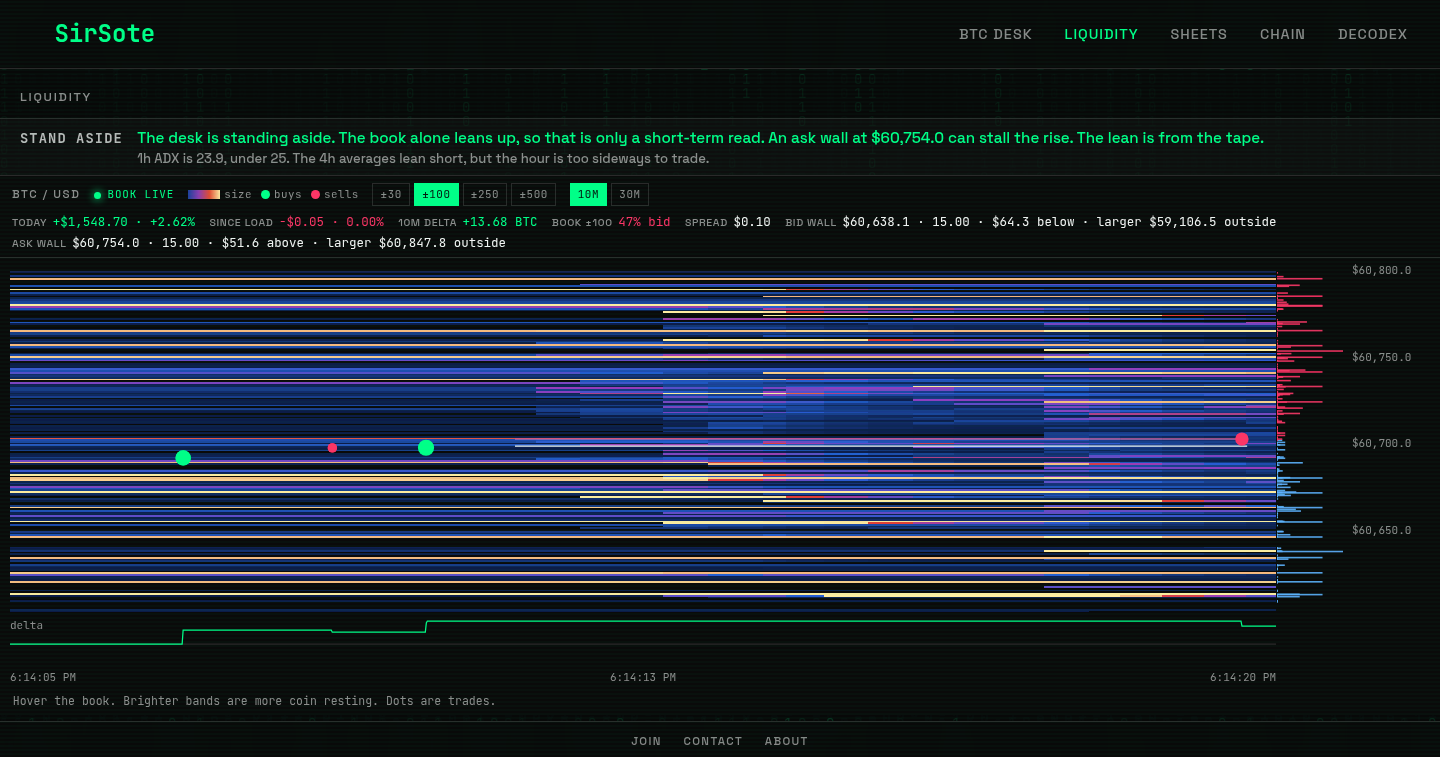 SirSote
BTC DESK LIQUIDITY SHEETS CHAIN DECODEX
LIQUIDITY
STAND ASIDE The desk is standing aside. The book alone leans up, so that is only a short-term read. An ask wall at $60,754.0 can stall the rise. The lean is from the tape.
1h ADX is 23.9, under 25. The 4h averages lean short, but the hour is too sideways to trade.
BTC / USD BOOK LIVE size buys sells ±30 ±100 ±250 ±500 10M 30M
TODAY +$1,548.70 · +2.62% SINCE LOAD -$0.05 · 0.00% 10M DELTA +13.68 BTC BOOK ±100 47% bid SPREAD $0.10 BID WALL $60,638.1 · 15.00 · $64.3 below · larger $59,106.5 outside
ASK WALL $60,754.0 · 15.00 · $51.6 above · larger $60,847.8 outside
$60,800.0
$60,750.0
$60,700.0
$60,650.0
delta
6:14:05 PM 6:14:13 PM 6:14:20 PM
Hover the book. Brighter bands are more coin resting. Dots are trades.
JOIN CONTACT ABOUT